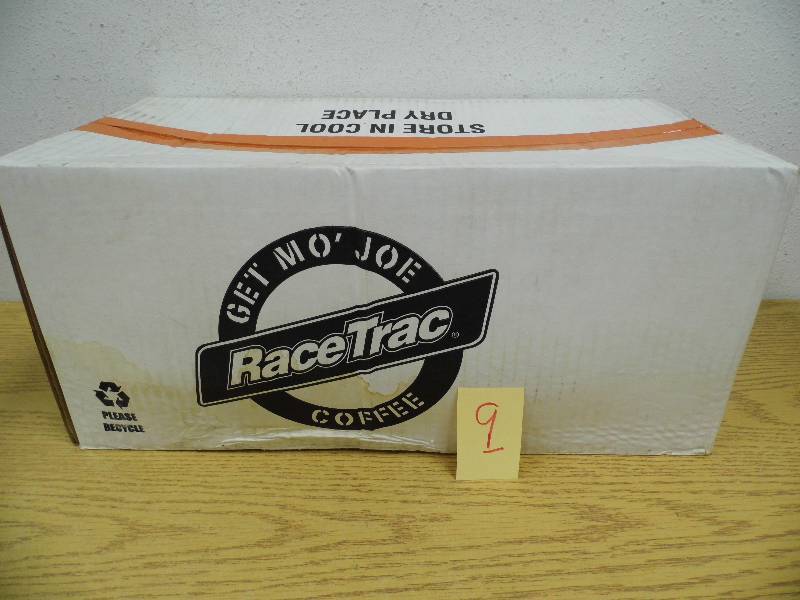 STORE IN COOL
DRY PLACE
GET MO' JOE
RaceTrac®
COFFEE
PLEASE
RECYCLE
9